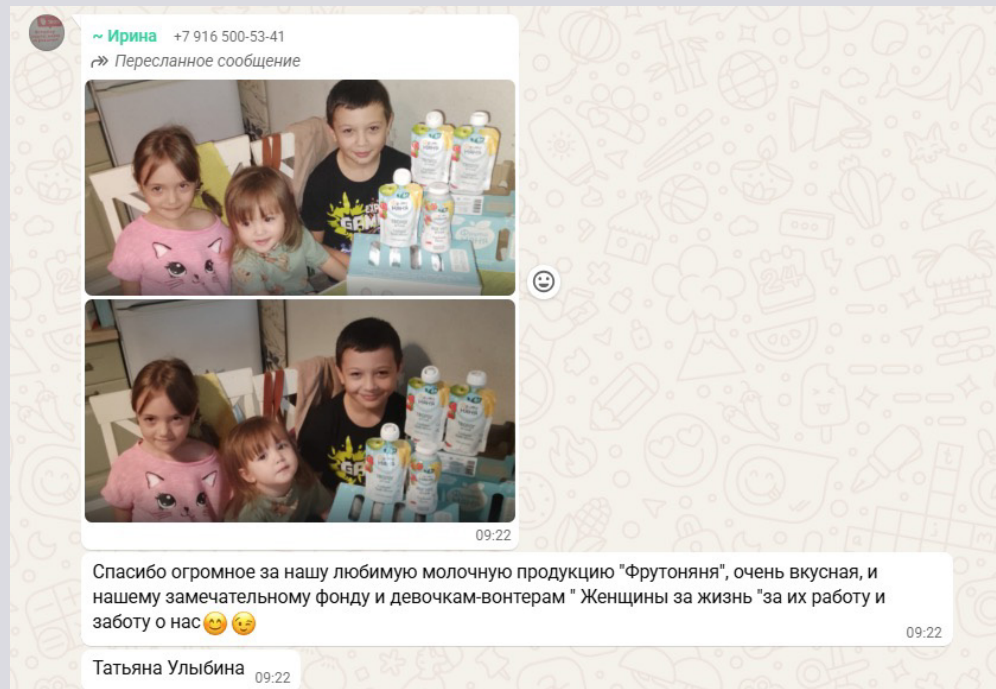 ~ Ирина +7 916 500-53-41
Пересланное сообщение
09:22
Спасибо огромное за нашу любимую молочную продукцию "Фрутоняня", очень вкусная, и
нашему замечательному фонду и девочкам-вонтерам " Женщины за жизнь "за их работу и
заботу о нас😊 😉
09:22
Татьяна Улыбина 09:22